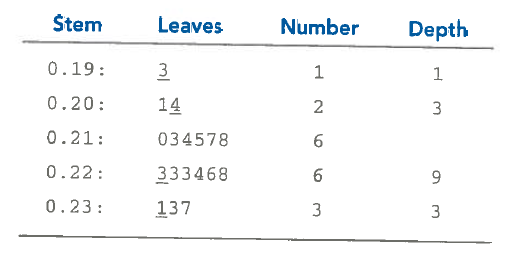 Stem Leaves Number Depth
0.19: 3 1 1
0.20: 14 2 3
0.21: 034578 6
0.22: 333468 6 9
0.23: 137 3 3